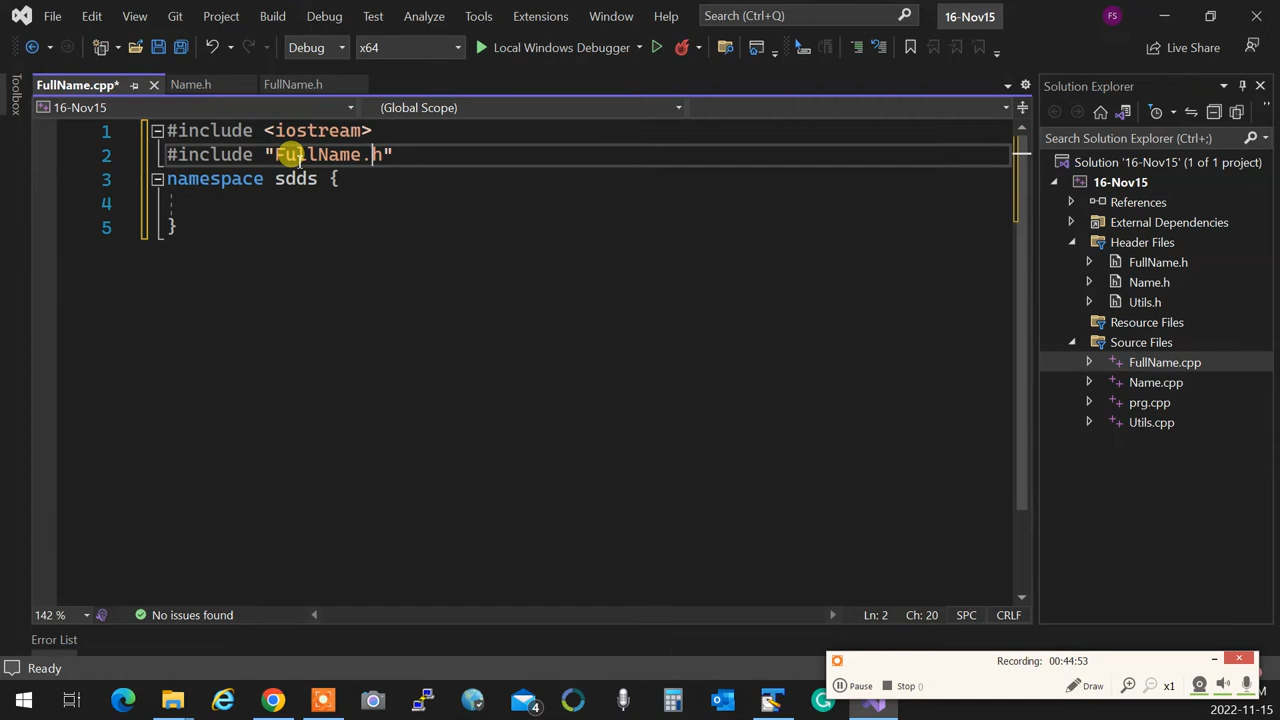 File Edit View Git Project Build Debug Test Analyze Tools Extensions Window Help Search (Ctrl+Q) 16-Nov15 FS
Debug x64 Local Windows Debugger Live Share
Toolbox
FullName.cpp* Name.h FullName.h
16-Nov15 (Global Scope)
1 #include <iostream>
2 #include "FullName.h"
3 namespace sdds {
4
5 }
Solution Explorer
Search Solution Explorer (Ctrl+;)
Solution '16-Nov15' (1 of 1 project)
16-Nov15
References
External Dependencies
Header Files
FullName.h
Name.h
Utils.h
Resource Files
Source Files
FullName.cpp
Name.cpp
prg.cpp
Utils.cpp
142 % No issues found Ln: 2 Ch: 20 SPC CRLF
Error List
Ready
Recording: 00:44:53
Pause Stop () Draw x1
4
2022-11-15